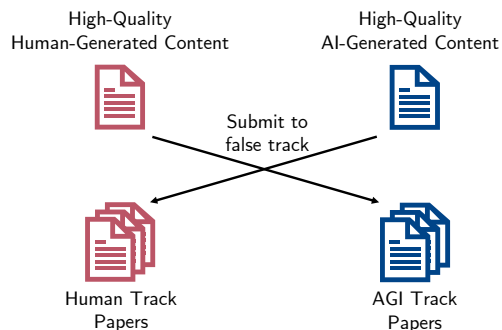 High-Quality
Human-Generated Content
High-Quality
AI-Generated Content
Submit to
false track
Human Track
Papers
AGI Track
Papers